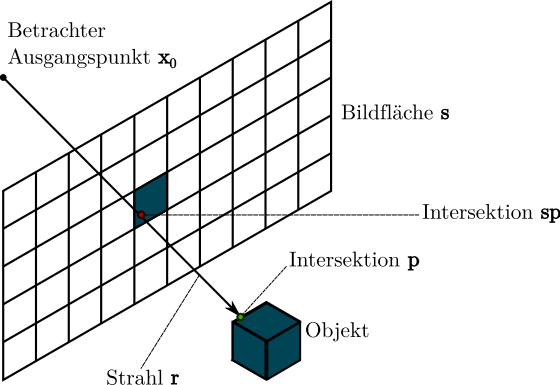 Betrachter
Ausgangspunkt x₀
Bildfläche s
Intersektion sp
Intersektion p
Objekt
Strahl r